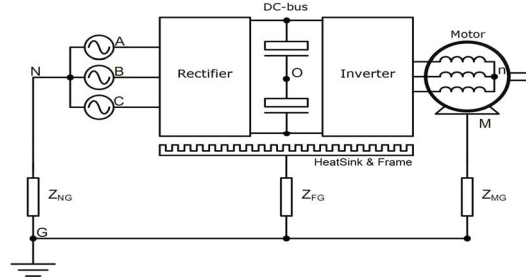 DC-bus
Motor
A
N
B
C
Rectifier
O
Inverter
n
M
HeatSink & Frame
ZNG
ZFG
ZMG
G